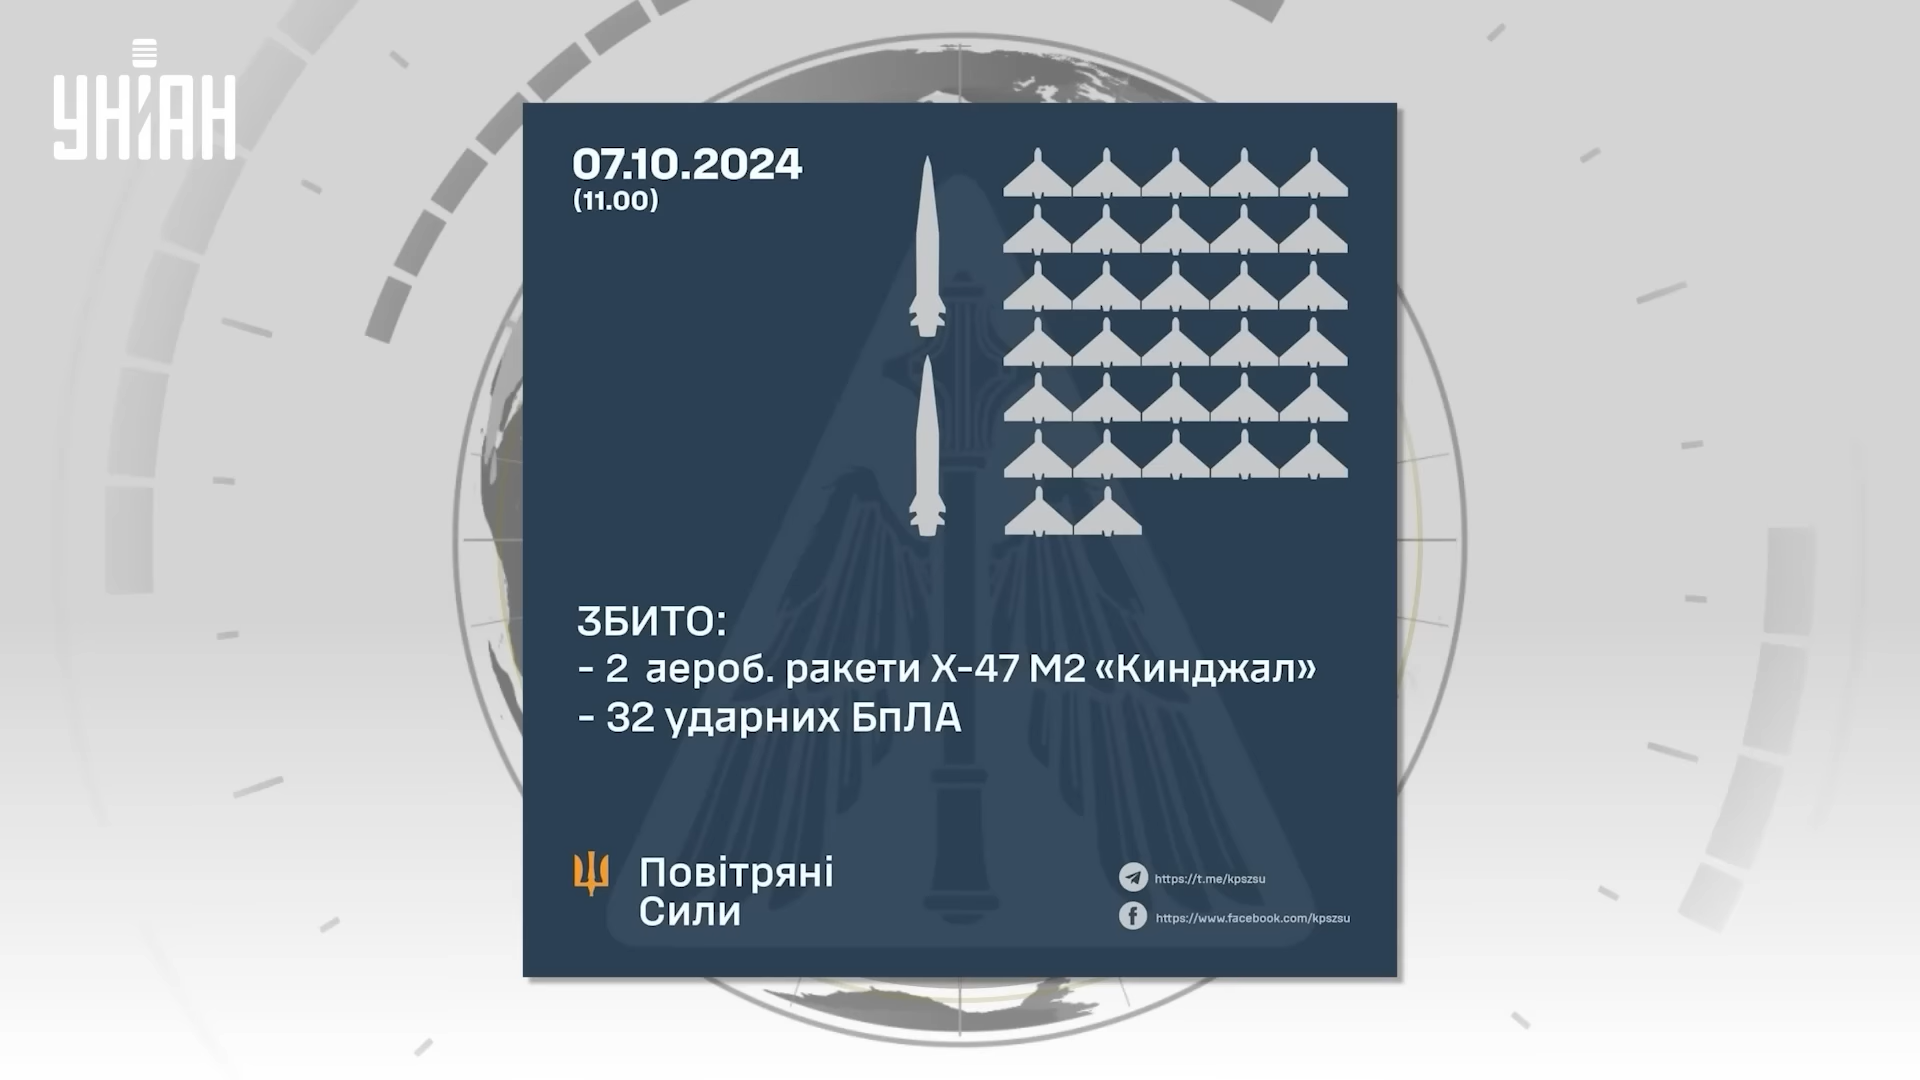 УНІАН
07.10.2024
(11.00)
ЗБИТО:
- 2 аероб. ракети Х-47 М2 «Кинджал»
- 32 ударних БпЛА
Повітряні
Сили
https://t.me/kpszsu
https://www.facebook.com/kpszsu